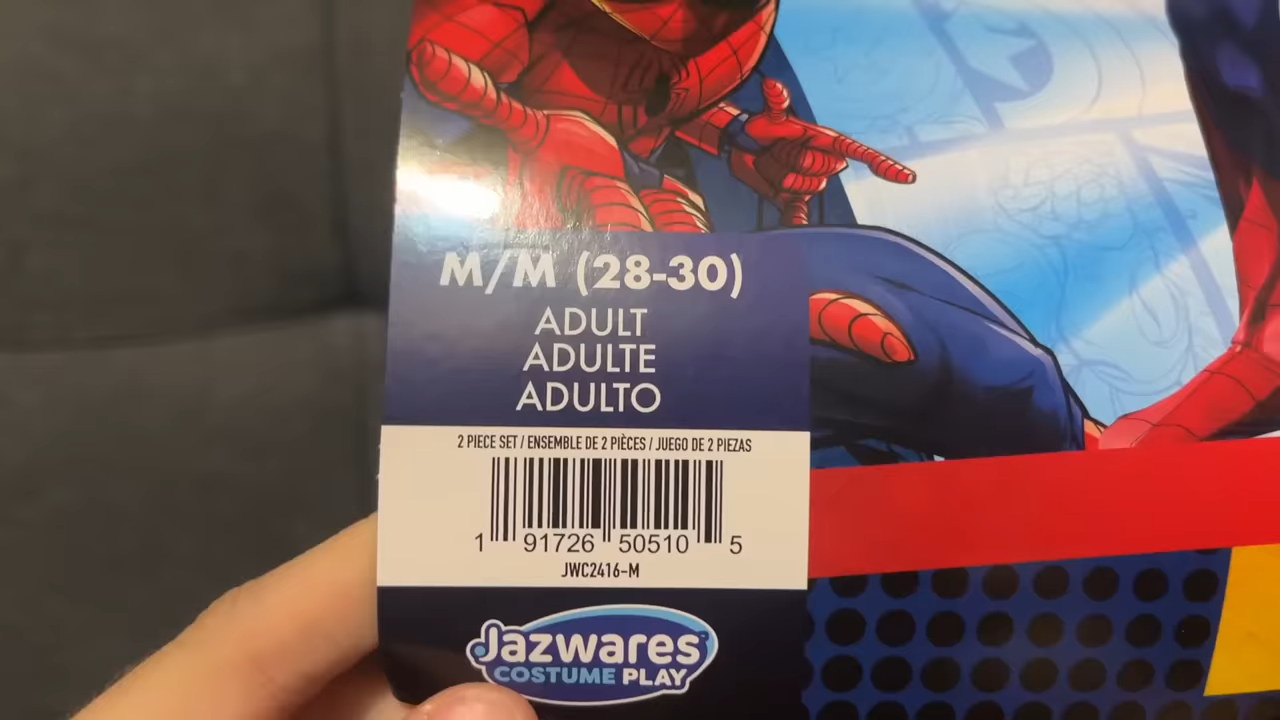 M/M (28-30)
ADULT
ADULTE
ADULTO
2 PIECE SET / ENSEMBLE DE 2 PIÈCES / JUEGO DE 2 PIEZAS
1 91726 50510 5
JWC2416-M
Jazwares™
COSTUME PLAY